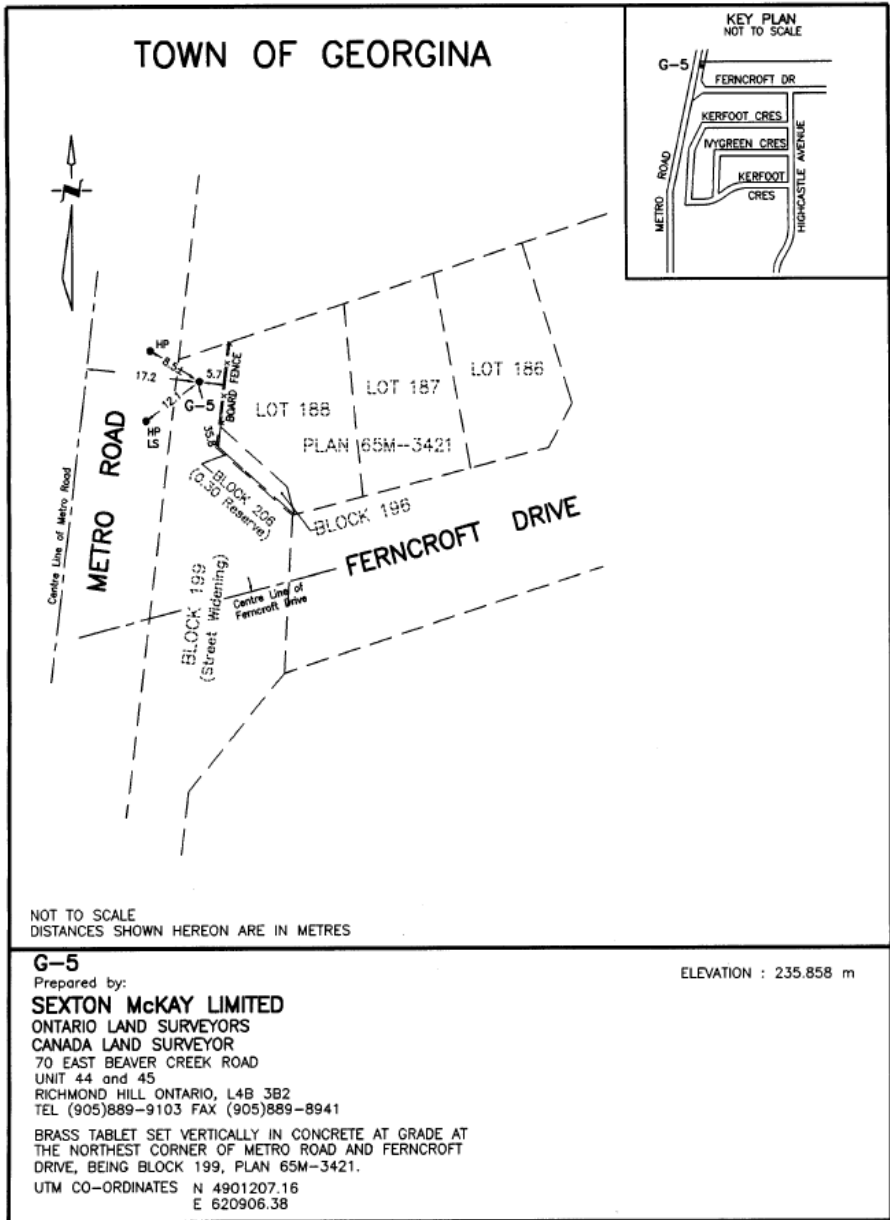 TOWN OF GEORGINA
KEY PLAN
NOT TO SCALE
G-5
FERNCROFT DR
KERFOOT CRES
IVYGREEN CRES
KERFOOT
CRES
METRO ROAD
HIGHCASTLE AVENUE
N
HP
8.54
17.2
5.7
12.1
G-5
HP
LS
BOARD FENCE
35.8
LOT 188
LOT 187
LOT 186
PLAN 65M-3421
BLOCK 206
(0.30 Reserve)
BLOCK 196
METRO ROAD
Centre Line of Metro Road
FERNCROFT DRIVE
BLOCK 199
(Street Widening)
Centre Line of
Ferncroft Drive
NOT TO SCALE
DISTANCES SHOWN HEREON ARE IN METRES
G-5
Prepared by:
SEXTON McKAY LIMITED
ONTARIO LAND SURVEYORS
CANADA LAND SURVEYOR
70 EAST BEAVER CREEK ROAD
UNIT 44 and 45
RICHMOND HILL ONTARIO, L4B 3B2
TEL (905)889-9103 FAX (905)889-8941
BRASS TABLET SET VERTICALLY IN CONCRETE AT GRADE AT
THE NORTHEST CORNER OF METRO ROAD AND FERNCROFT
DRIVE, BEING BLOCK 199, PLAN 65M-3421.
UTM CO-ORDINATES N 4901207.16
E 620906.38
ELEVATION : 235.858 m